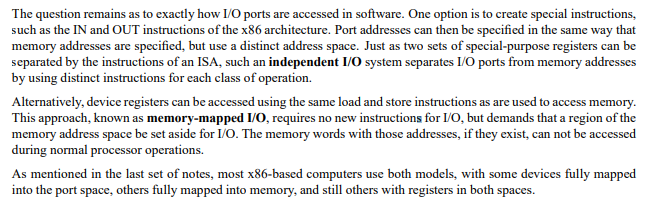 The question remains as to exactly how I/O ports are accessed in software. One option is to create special instructions,
such as the IN and OUT instructions of the x86 architecture. Port addresses can then be specified in the same way that
memory addresses are specified, but use a distinct address space. Just as two sets of special-purpose registers can be
separated by the instructions of an ISA, such an independent I/O system separates I/O ports from memory addresses
by using distinct instructions for each class of operation.
Alternatively, device registers can be accessed using the same load and store instructions as are used to access memory.
This approach, known as memory-mapped I/O, requires no new instructions for I/O, but demands that a region of the
memory address space be set aside for I/O. The memory words with those addresses, if they exist, can not be accessed
during normal processor operations.
As mentioned in the last set of notes, most x86-based computers use both models, with some devices fully mapped
into the port space, others fully mapped into memory, and still others with registers in both spaces.